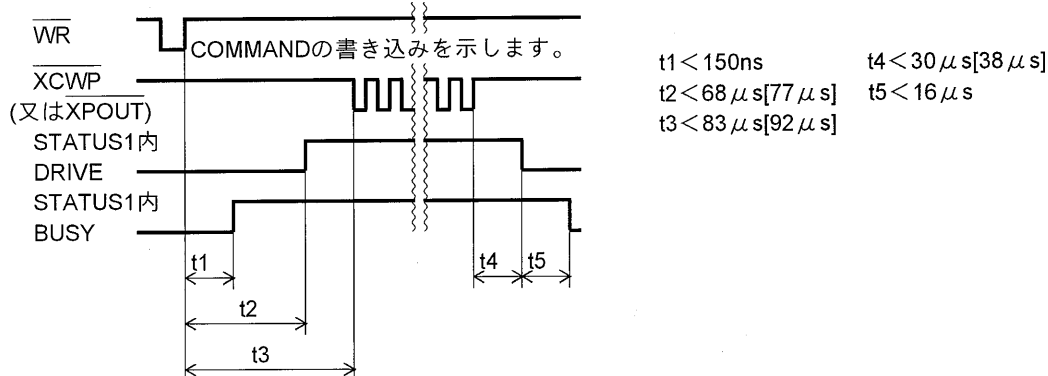 WR
COMMANDの書き込みを示します。
XCWP
(又はXPOUT)
STATUS1内
DRIVE
STATUS1内
BUSY
t1
t2
t3
t4
t5
t1<150ns
t2<68μs[77μs]
t3<83μs[92μs]
t4<30μs[38μs]
t5<16μs